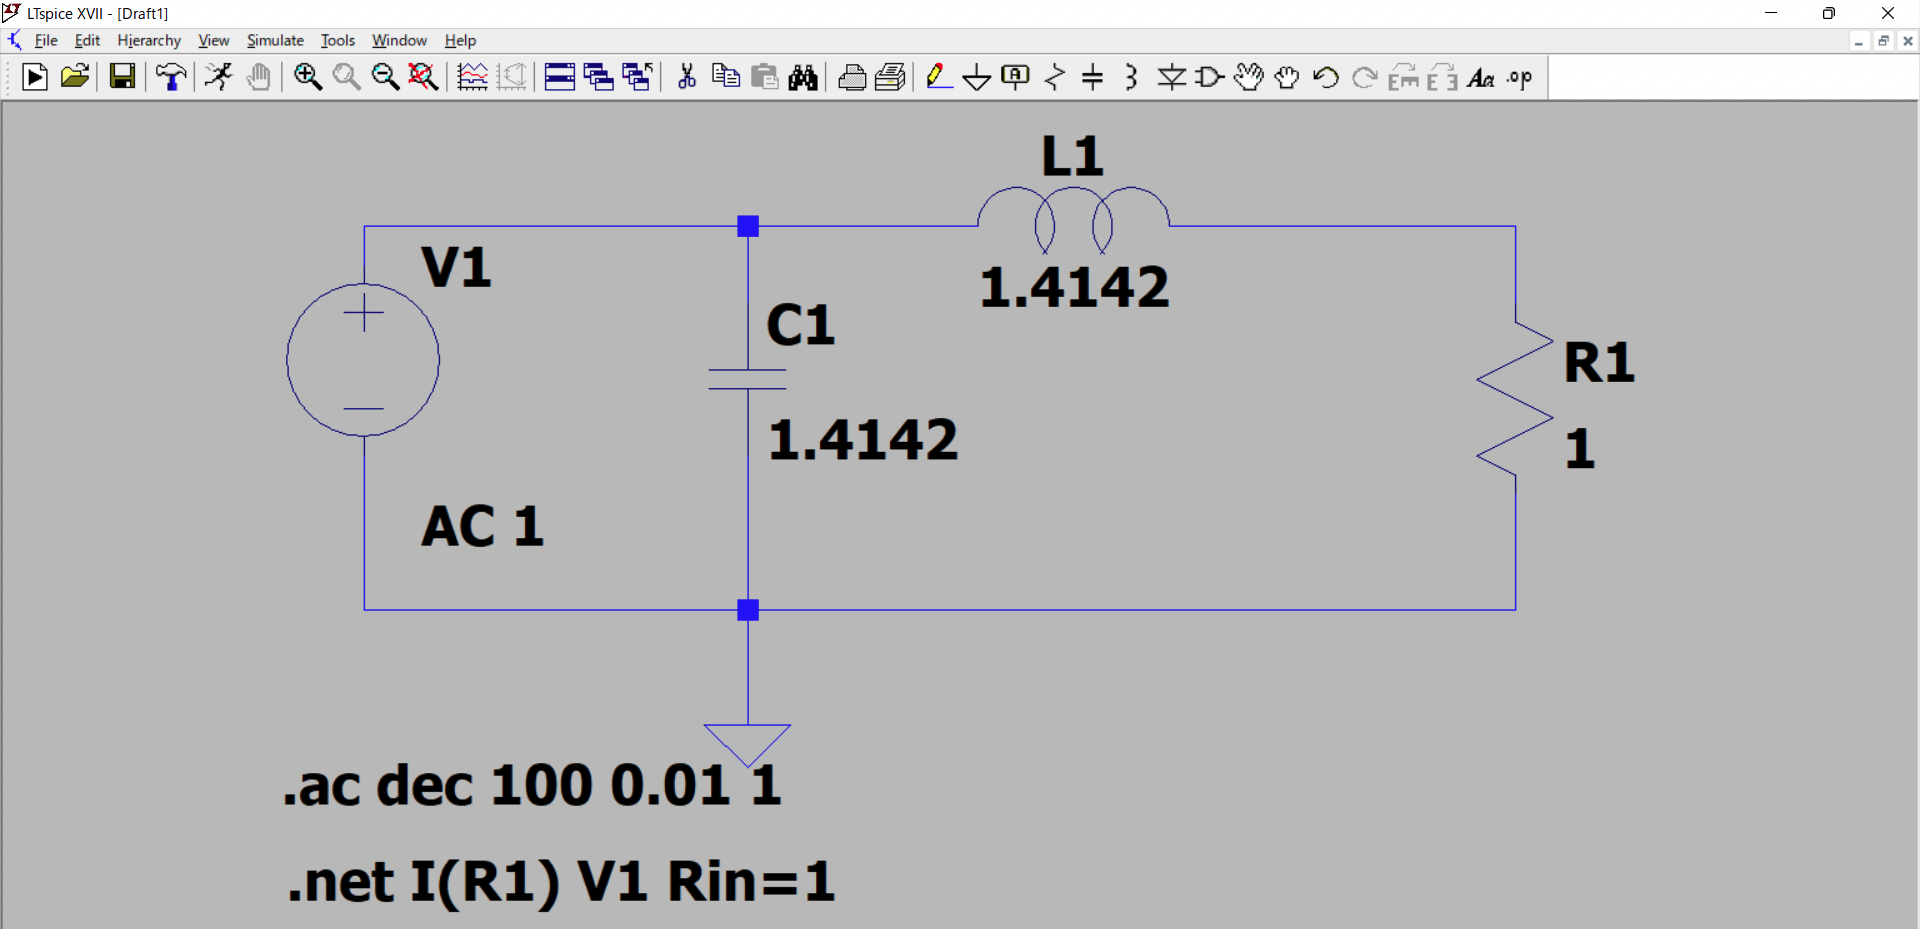 LTspice XVII - [Draft1]
File Edit Hierarchy View Simulate Tools Window Help
A Aa .op
L1
V1
1.4142
C1
R1
1.4142
1
AC 1
.ac dec 100 0.01 1
.net I(R1) V1 Rin=1